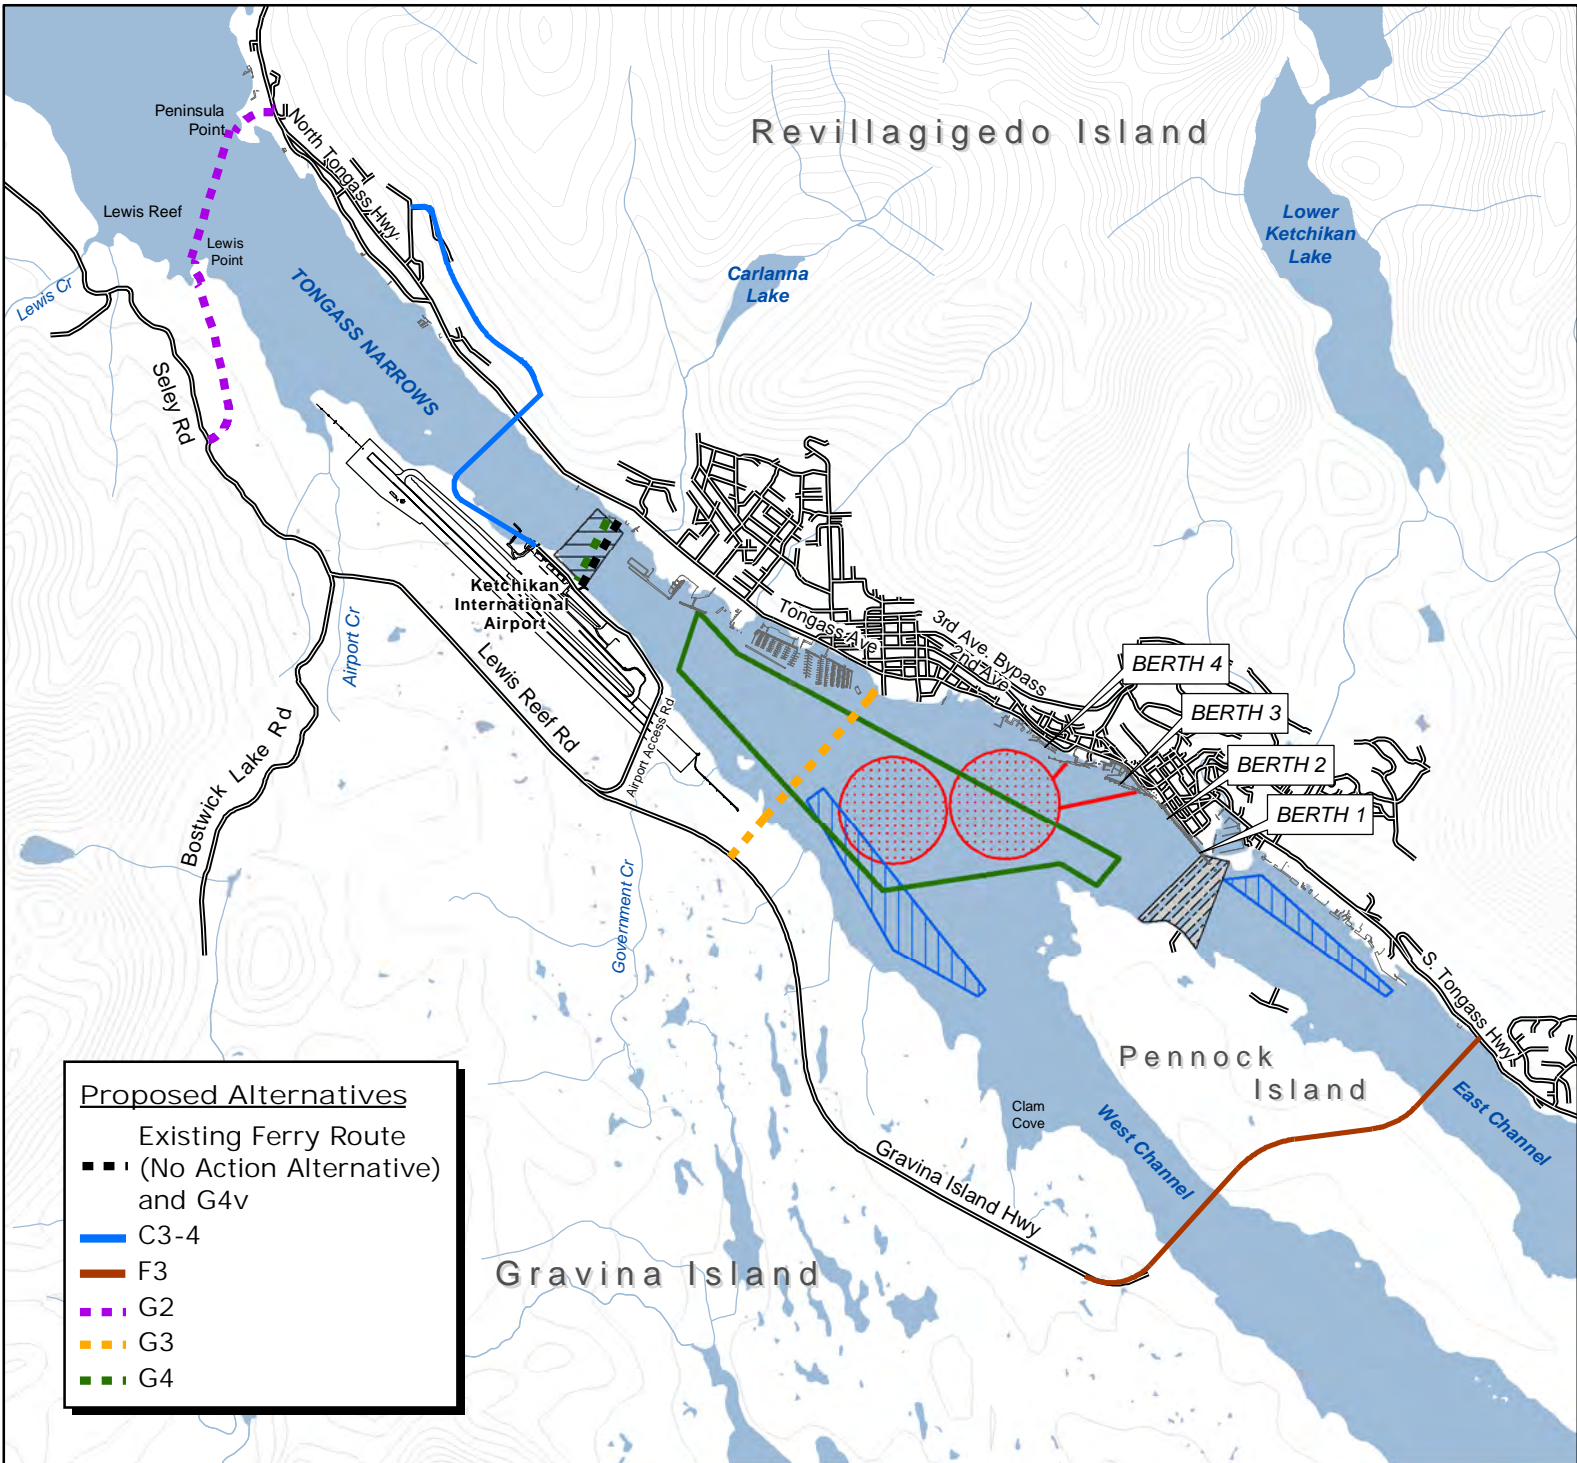 Revillagigedo Island
Peninsula
Point
North Tongass Hwy.
Lewis Reef
Lewis
Point
Lower
Ketchikan
Lake
Carlanna
Lake
Lewis Cr
TONGASS NARROWS
Seley Rd
Ketchikan
International
Airport
Airport Cr
Lewis Reef Rd
Airport Access Rd
Tongass Ave
3rd Ave. Bypass
2nd Ave.
BERTH 4
BERTH 3
BERTH 2
BERTH 1
Bostwick Lake Rd
Government Cr
S. Tongass Hwy
Pennock
Island
Clam
Cove
West Channel
East Channel
Gravina Island Hwy
Gravina Island
Proposed Alternatives
Existing Ferry Route
(No Action Alternative)
and G4v
C3-4
F3
G2
G3
G4